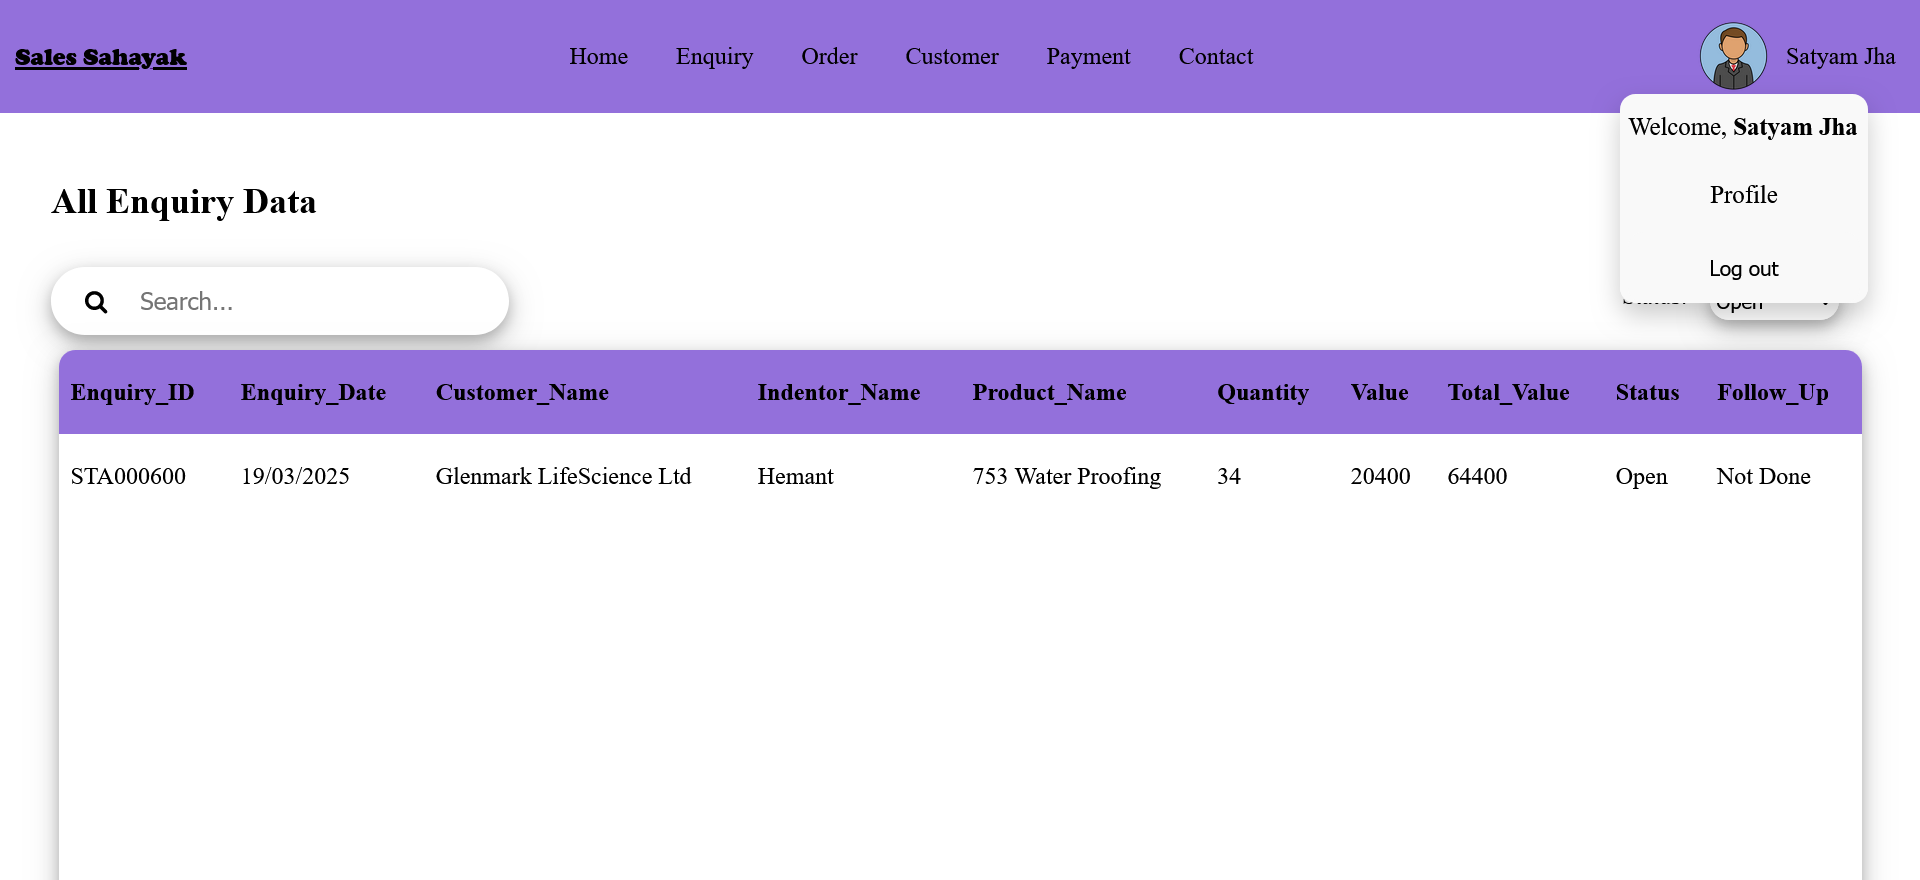 Sales Sahayak Home Enquiry Order Customer Payment Contact Satyam Jha
Welcome, Satyam Jha
Profile
Log out
All Enquiry Data
Search...
Status: Open
Enquiry_ID Enquiry_Date Customer_Name Indentor_Name Product_Name Quantity Value Total_Value Status Follow_Up
STA000600 19/03/2025 Glenmark LifeScience Ltd Hemant 753 Water Proofing 34 20400 64400 Open Not Done